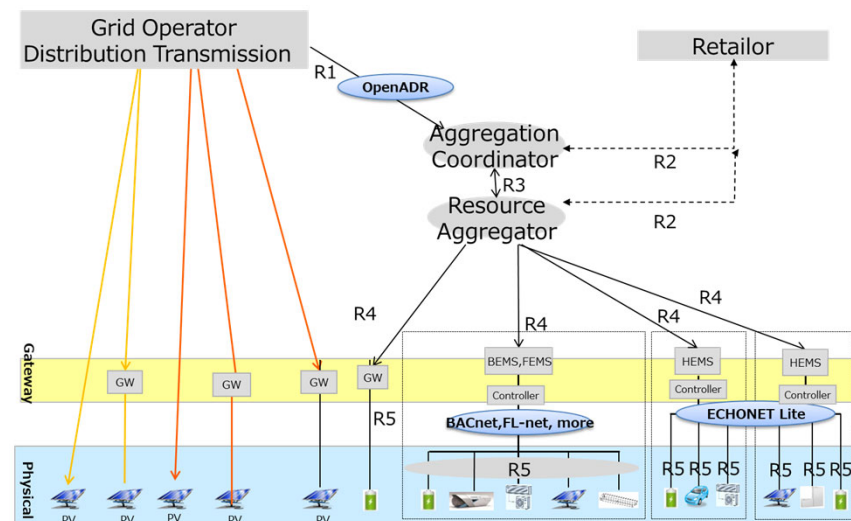 Grid Operator
Distribution Transmission
Retailor
R1
OpenADR
Aggregation
Coordinator
R2
R3
Resource
Aggregator
R2
R4
R4
R4
R4
Gateway
BEMS,FEMS
HEMS
HEMS
GW
GW
GW
GW
Controller
Controller
Controller
R5
BACnet,FL-net, more
ECHONET Lite
Physical
R5
R5
R5
R5
R5
R5
R5
PV
PV
PV
PV
PV